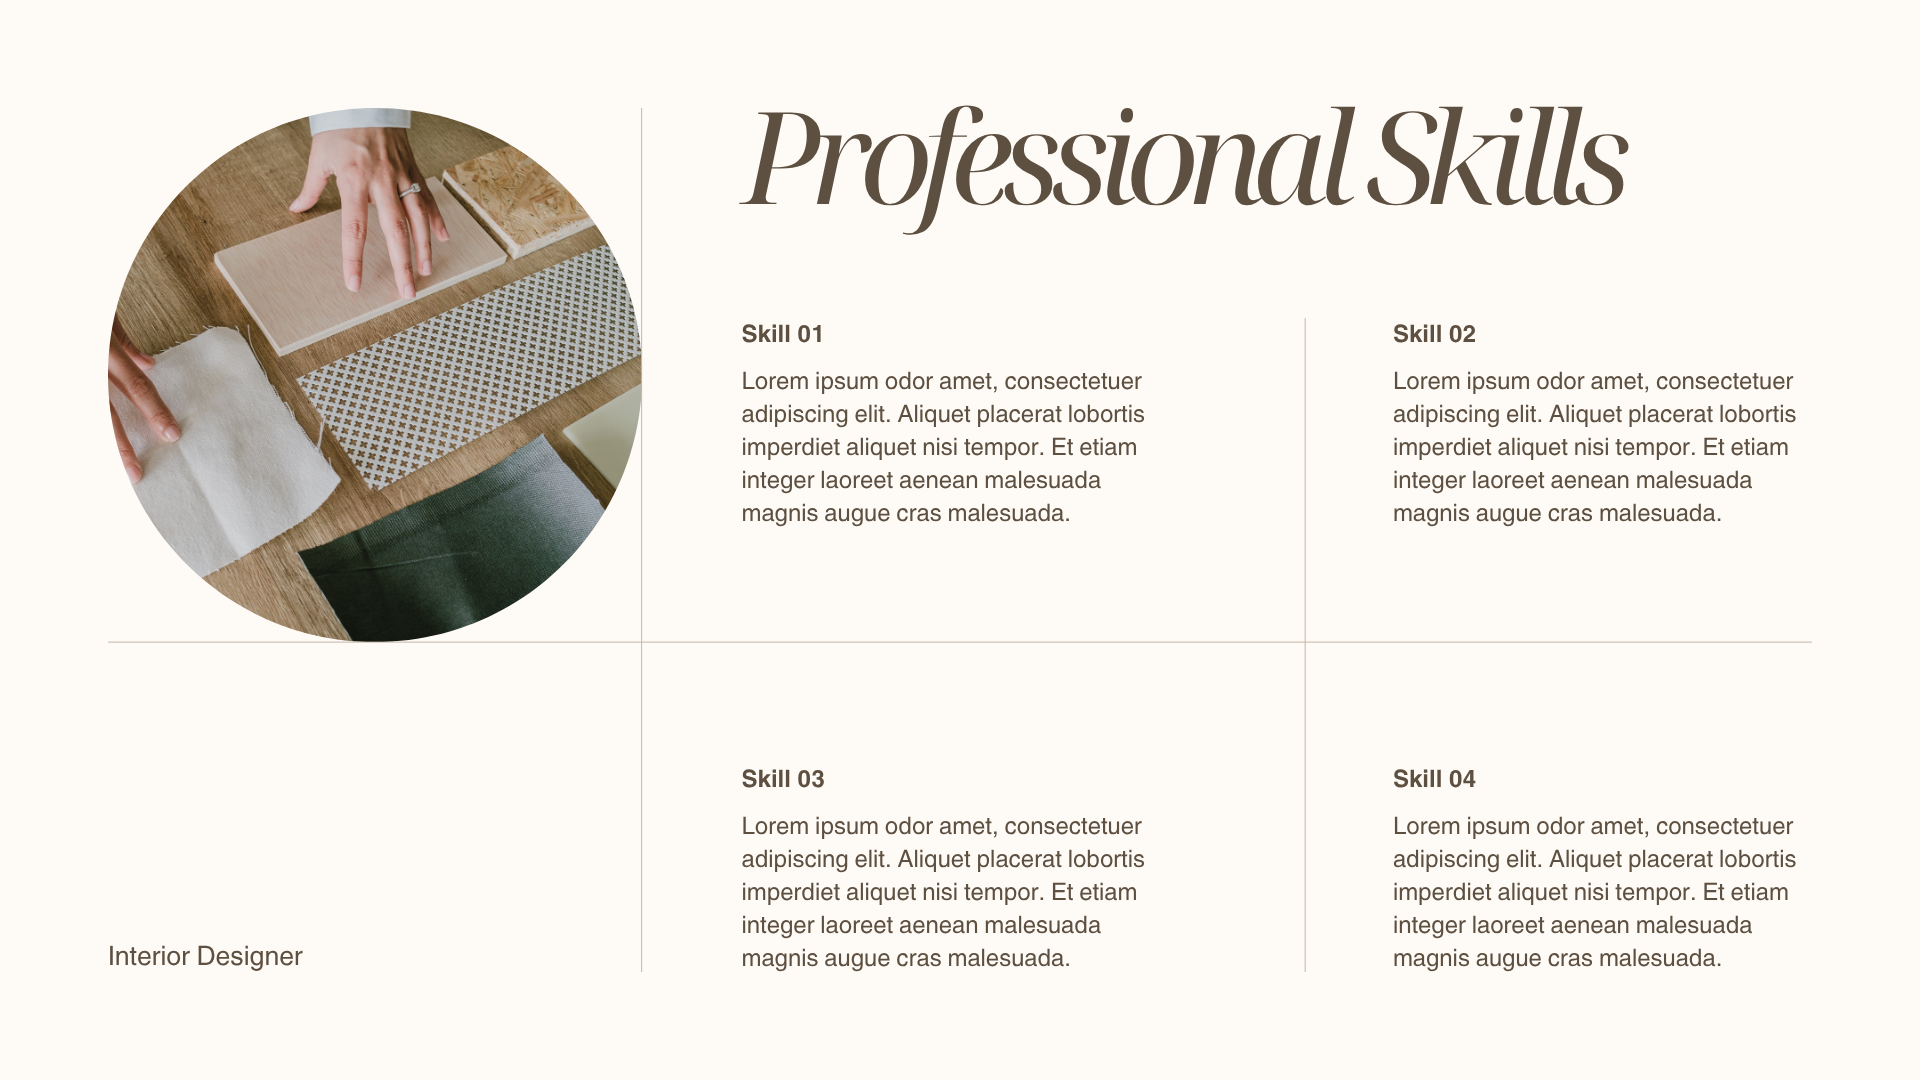 Professional Skills
Skill 01
Lorem ipsum odor amet, consectetuer
adipiscing elit. Aliquet placerat lobortis
imperdiet aliquet nisi tempor. Et etiam
integer laoreet aenean malesuada
magnis augue cras malesuada.
Skill 02
Lorem ipsum odor amet, consectetuer
adipiscing elit. Aliquet placerat lobortis
imperdiet aliquet nisi tempor. Et etiam
integer laoreet aenean malesuada
magnis augue cras malesuada.
Skill 03
Lorem ipsum odor amet, consectetuer
adipiscing elit. Aliquet placerat lobortis
imperdiet aliquet nisi tempor. Et etiam
integer laoreet aenean malesuada
magnis augue cras malesuada.
Skill 04
Lorem ipsum odor amet, consectetuer
adipiscing elit. Aliquet placerat lobortis
imperdiet aliquet nisi tempor. Et etiam
integer laoreet aenean malesuada
magnis augue cras malesuada.
Interior Designer